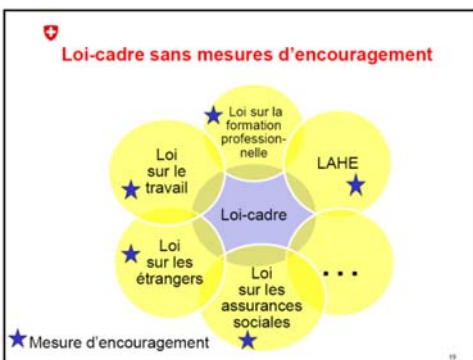 Loi-cadre sans mesures d'encouragement
Loi sur la
formation
profession-
nelle
Loi
sur le
travail
LAHE
Loi-cadre
Loi
sur les
étrangers
Loi
sur les
assurances
sociales
...
Mesure d'encouragement
19